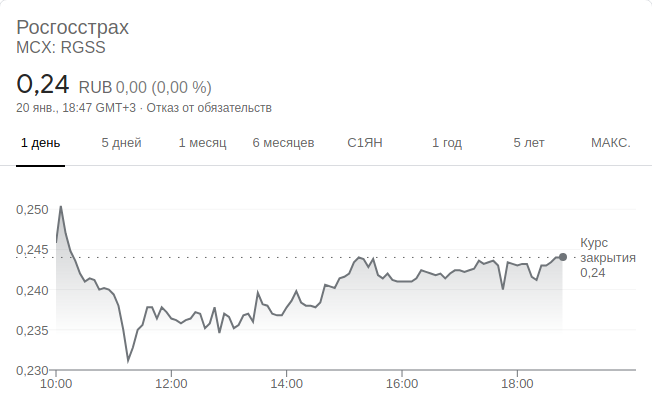 Росгосстрах
MCX: RGSS
0,24 RUB 0,00 (0,00 %)
20 янв., 18:47 GMT+3 · Отказ от обязательств
1 день 5 дней 1 месяц 6 месяцев С1ЯН 1 год 5 лет МАКС.
0,250
0,245
0,240
0,235
0,230
Курс
закрытия
0,24
10:00 12:00 14:00 16:00 18:00